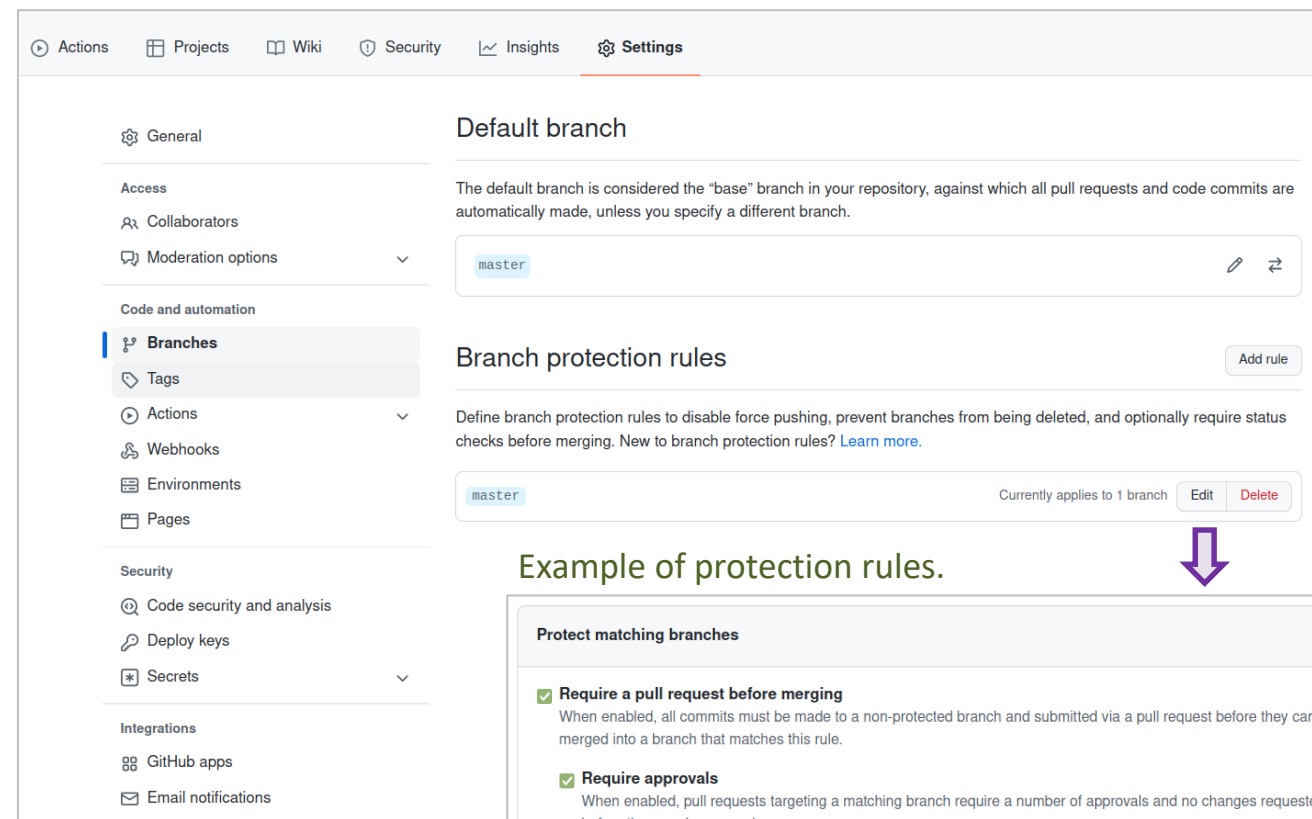 Actions Projects Wiki Security Insights Settings
General
Access
Collaborators
Moderation options
Code and automation
Branches
Tags
Actions
Webhooks
Environments
Pages
Security
Code security and analysis
Deploy keys
Secrets
Integrations
GitHub apps
Email notifications
Default branch
The default branch is considered the “base” branch in your repository, against which all pull requests and code commits are
automatically made, unless you specify a different branch.
master
Branch protection rules
Add rule
Define branch protection rules to disable force pushing, prevent branches from being deleted, and optionally require status
checks before merging. New to branch protection rules? Learn more.
master Currently applies to 1 branch Edit Delete
Example of protection rules.
Protect matching branches
Require a pull request before merging
When enabled, all commits must be made to a non-protected branch and submitted via a pull request before they can
merged into a branch that matches this rule.
Require approvals
When enabled, pull requests targeting a matching branch require a number of approvals and no changes requeste